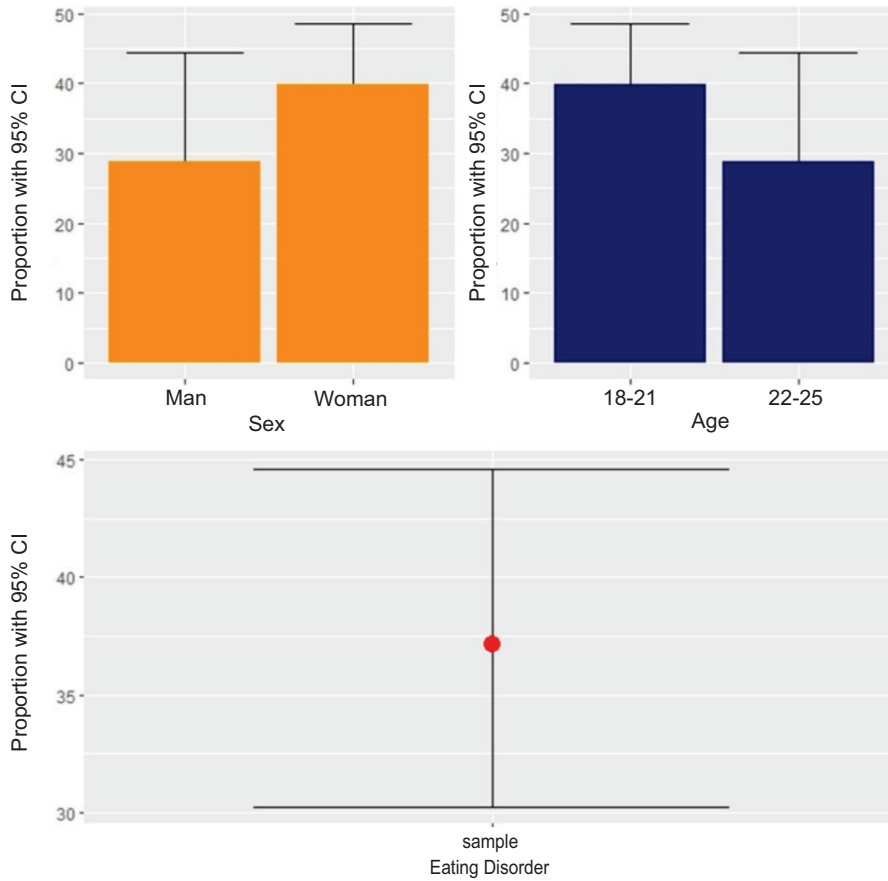 Proportion with 95% CI
50
40
30
20
10
0
Man Woman
Sex
Proportion with 95% CI
50
40
30
20
10
0
18-21 22-25
Age
Proportion with 95% CI
45
40
35
30
sample
Eating Disorder